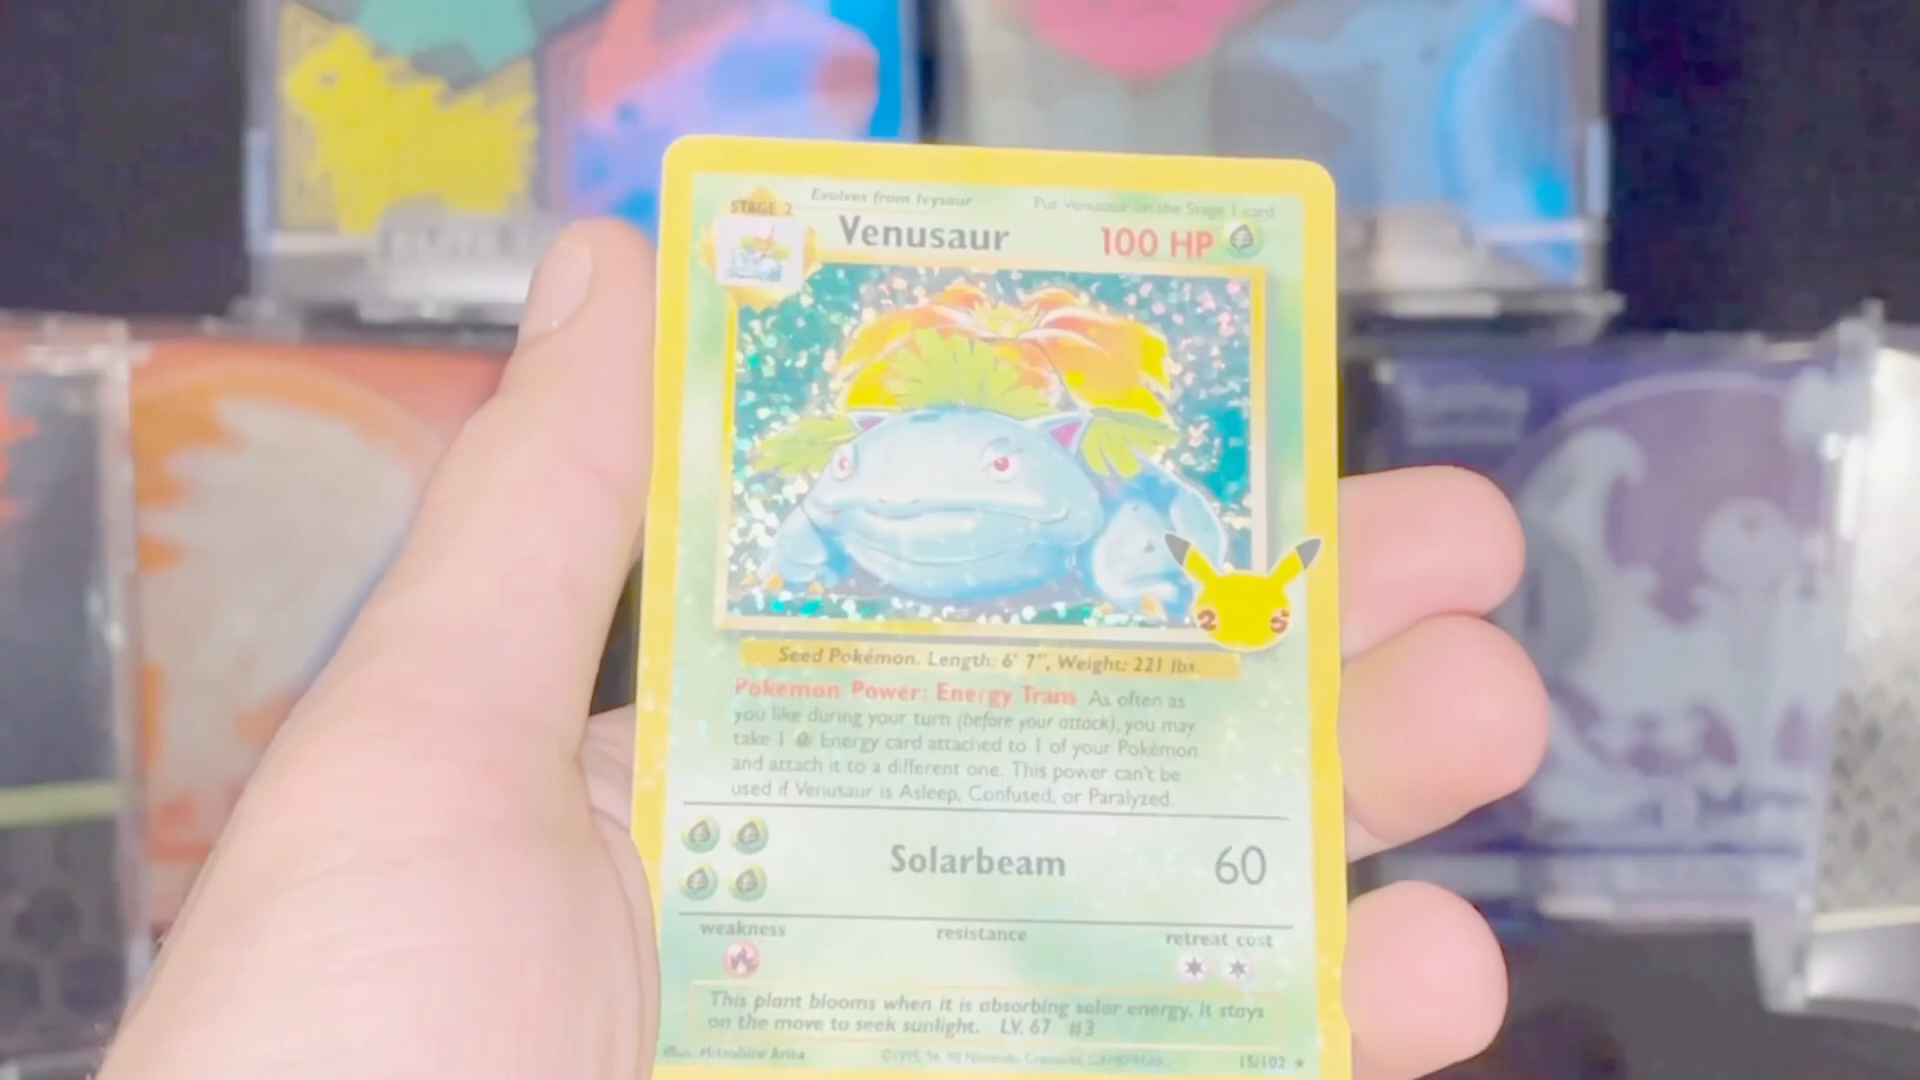 Evolves from Ivysaur
Put Venusaur on the Stage 1 card
STAGE 2
Venusaur
100 HP
25
Seed Pokémon. Length: 6' 7", Weight: 221 lbs.
Pokémon Power: Energy Trans As often as
you like during your turn (before your attack), you may
take 1 Energy card attached to 1 of your Pokémon
and attach it to a different one. This power can't be
used if Venusaur is Asleep, Confused, or Paralyzed.
Solarbeam 60
weakness resistance retreat cost
This plant blooms when it is absorbing solar energy. It stays
on the move to seek sunlight. LV. 67 #3
Illus. Mitsuhiro Arita
Nintendo, Creatures, GAMEFREAK.
15/102